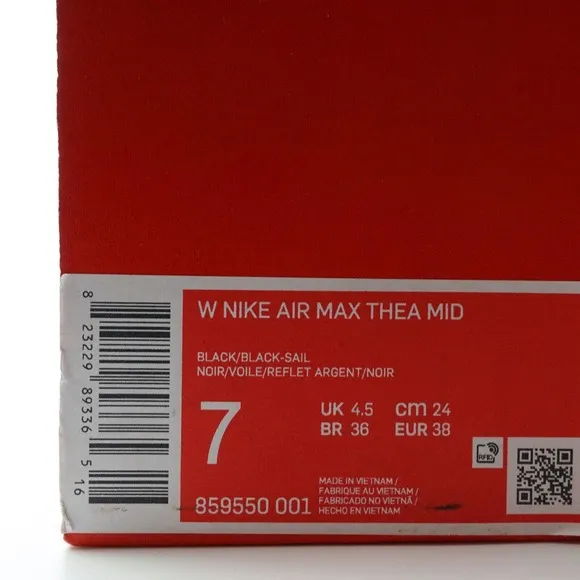 W NIKE AIR MAX THEA MID
BLACK/BLACK-SAIL
NOIR/VOILE/REFLET ARGENT/NOIR
7
UK 4.5 cm 24
BR 36 EUR 38
859550 001
MADE IN VIETNAM /
FABRIQUE AU VIETNAM /
FABRICADO NO VIETNÃ /
HECHO EN VIETNAM
RFID
8 23229 89336 5 16